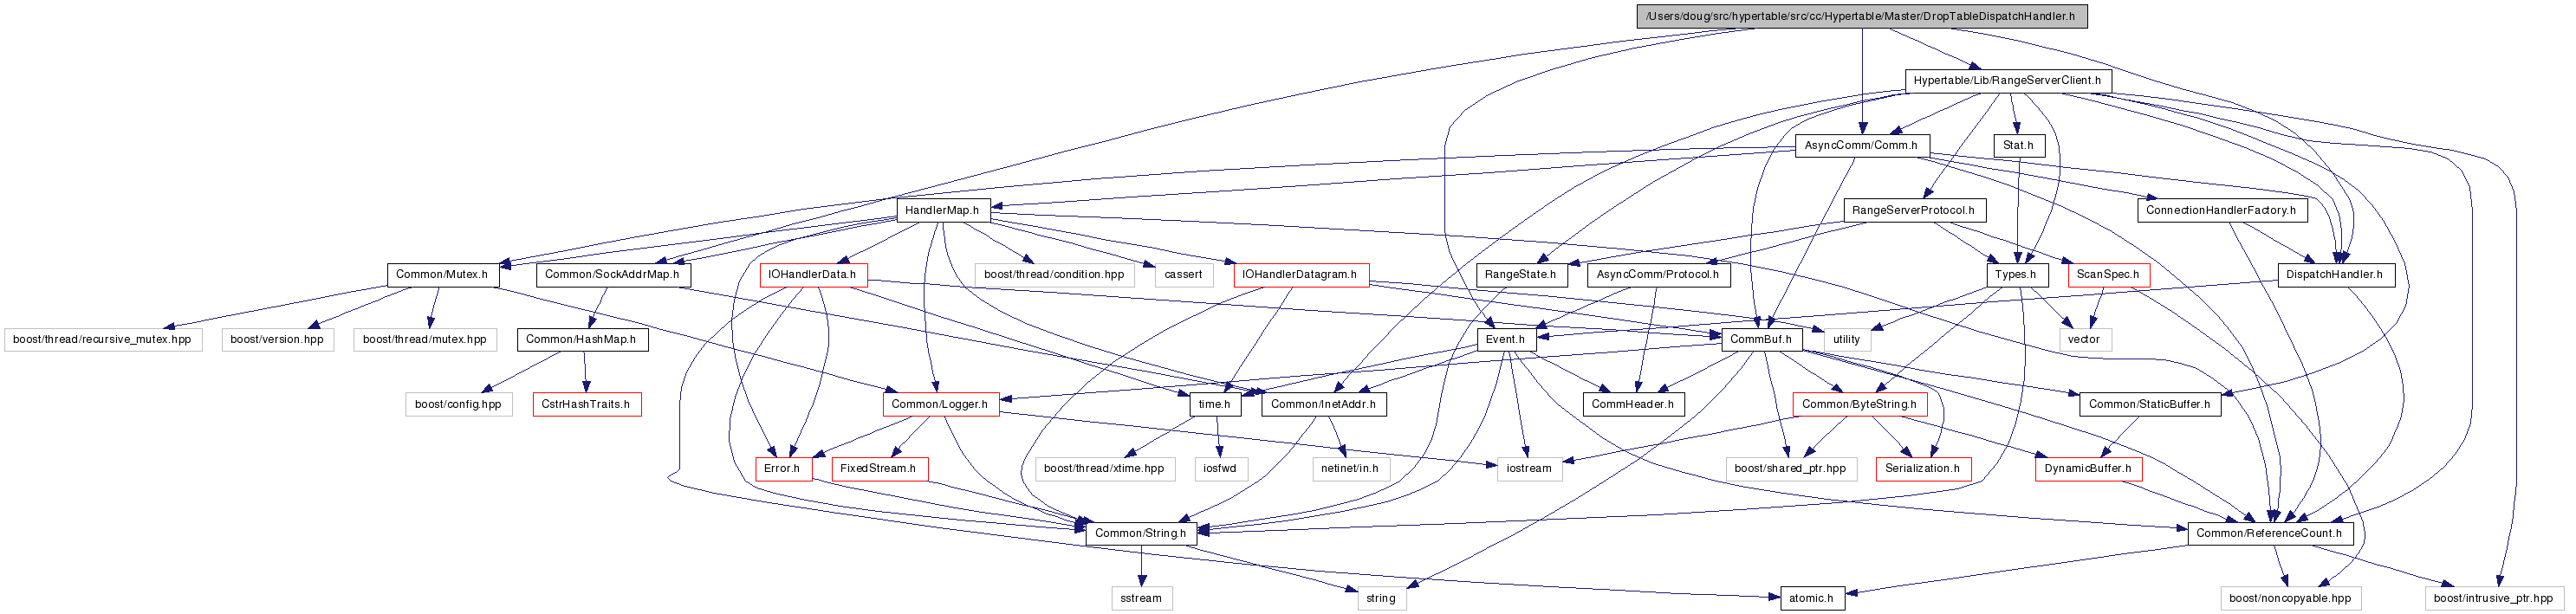 /Users/doug/src/hypertable/src/cc/Hypertable/Master/DropTableDispatchHandler.h
Hypertable/Lib/RangeServerClient.h
AsyncComm/Comm.h
Stat.h
HandlerMap.h
RangeServerProtocol.h
ConnectionHandlerFactory.h
Common/Mutex.h
Common/SockAddrMap.h
IOHandlerData.h
boost/thread/condition.hpp
cassert
IOHandlerDatagram.h
RangeState.h
AsyncComm/Protocol.h
Types.h
ScanSpec.h
DispatchHandler.h
boost/thread/recursive_mutex.hpp
boost/version.hpp
boost/thread/mutex.hpp
Common/HashMap.h
Event.h
CommBuf.h
utility
vector
boost/config.hpp
CstrHashTraits.h
Common/Logger.h
time.h
Common/InetAddr.h
CommHeader.h
Common/ByteString.h
Common/StaticBuffer.h
Error.h
FixedStream.h
boost/thread/xtime.hpp
iosfwd
netinet/in.h
iostream
boost/shared_ptr.hpp
Serialization.h
DynamicBuffer.h
Common/String.h
Common/ReferenceCount.h
sstream
string
atomic.h
boost/noncopyable.hpp
boost/intrusive_ptr.hpp